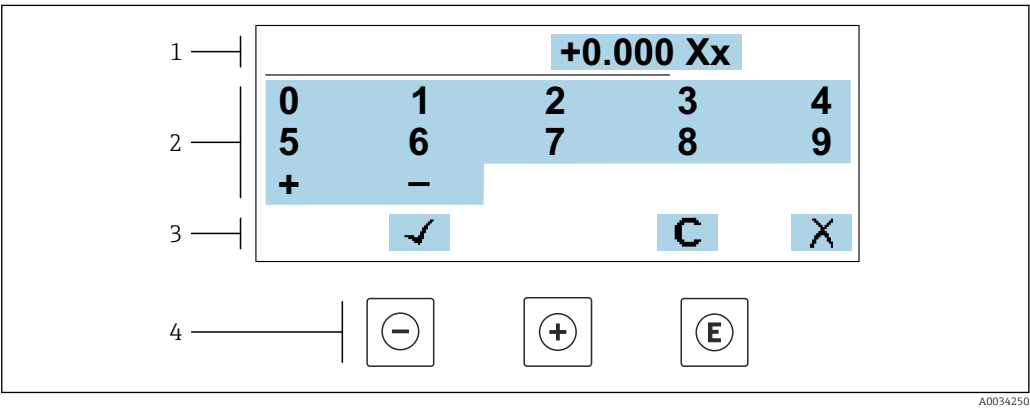 1 +0.000 Xx
0 1 2 3 4
2 5 6 7 8 9
+ −
3 ✓ C X
4 − + E
A0034250